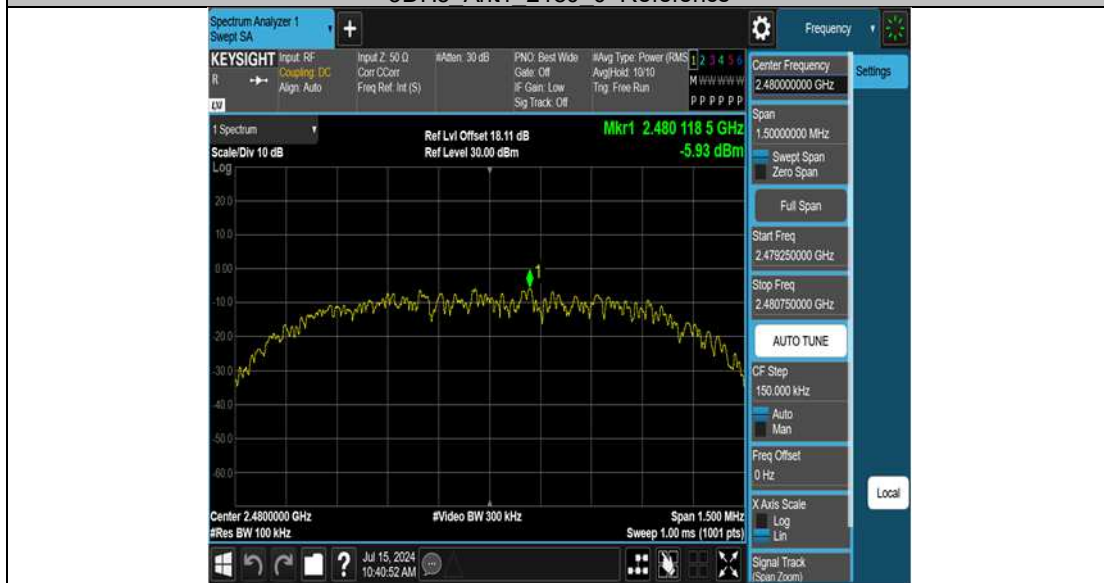 Spectrum Analyzer 1
Swept SA
Frequency
KEYSIGHT
Input: RF
Coupling: DC
Align: Auto
Input Z: 50 Ω
Corr CCorr
Freq Ref: Int (S)
#Atten: 30 dB
PNO: Best Wide
Gate: Off
IF Gain: Low
Sig Track: Off
#Avg Type: Power (RMS
Avg|Hold: 10/10
Trig: Free Run
1 2 3 4 5 6
M W W W W W
P P P P P P
R
1 Spectrum
Scale/Div 10 dB
Log
Ref Lvl Offset 18.11 dB
Ref Level 30.00 dBm
Mkr1 2.480 118 5 GHz
-5.93 dBm
20.0
10.0
0.00
-10.0
-20.0
-30.0
-40.0
-50.0
-60.0
1
Center 2.4800000 GHz
#Res BW 100 kHz
#Video BW 300 kHz
Span 1.500 MHz
Sweep 1.00 ms (1001 pts)
Jul 15, 2024
10:40:52 AM
Center Frequency
2.480000000 GHz
Settings
Span
1.50000000 MHz
Swept Span
Zero Span
Full Span
Start Freq
2.479250000 GHz
Stop Freq
2.480750000 GHz
AUTO TUNE
CF Step
150.000 kHz
Auto
Man
Freq Offset
0 Hz
X Axis Scale
Log
Lin
Local
Signal Track
(Span Zoom)